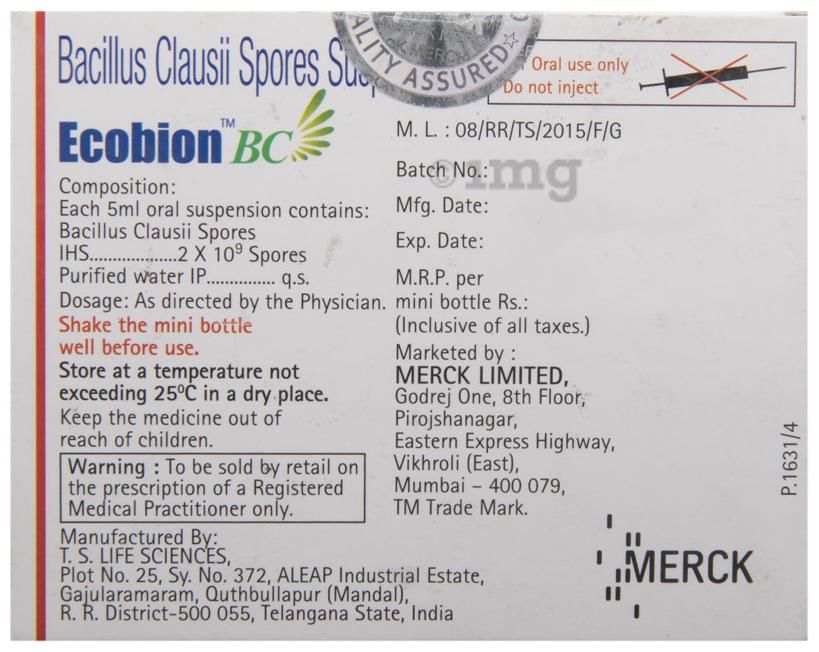 Bacillus Clausii Spores
ALITY ASSURED
Oral use only
Do not inject
Ecobion™ BC
Composition:
Each 5ml oral suspension contains:
Bacillus Clausii Spores
IHS....................2 X 10⁹ Spores
Purified water IP............... q.s.
Dosage: As directed by the Physician.
Shake the mini bottle
well before use.
Store at a temperature not
exceeding 25⁰C in a dry place.
Keep the medicine out of
reach of children.
Warning : To be sold by retail on
the prescription of a Registered
Medical Practitioner only.
Manufactured By:
T. S. LIFE SCIENCES,
Plot No. 25, Sy. No. 372, ALEAP Industrial Estate,
Gajularamaram, Quthbullapur (Mandal),
R. R. District-500 055, Telangana State, India
M. L. : 08/RR/TS/2015/F/G
Batch No.:
© 1mg
Mfg. Date:
Exp. Date:
M.R.P. per
mini bottle Rs.:
(Inclusive of all taxes.)
Marketed by :
MERCK LIMITED,
Godrej One, 8th Floor,
Pirojshanagar,
Eastern Express Highway,
Vikhroli (East),
Mumbai – 400 079,
TM Trade Mark.
MERCK
P.1631/4